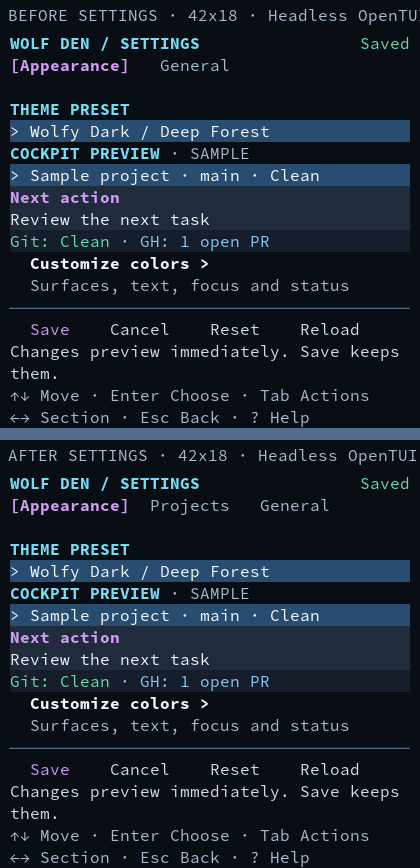 BEFORE SETTINGS · 42x18 · Headless OpenTU
WOLF DEN / SETTINGS Saved
[Appearance] General
THEME PRESET
> Wolfy Dark / Deep Forest
COCKPIT PREVIEW · SAMPLE
> Sample project · main · Clean
Next action
Review the next task
Git: Clean · GH: 1 open PR
Customize colors >
Surfaces, text, focus and status
Save Cancel Reset Reload
Changes preview immediately. Save keeps
them.
↑↓ Move · Enter Choose · Tab Actions
←→ Section · Esc Back · ? Help
AFTER SETTINGS · 42x18 · Headless OpenTUI
WOLF DEN / SETTINGS Saved
[Appearance] Projects General
THEME PRESET
> Wolfy Dark / Deep Forest
COCKPIT PREVIEW · SAMPLE
> Sample project · main · Clean
Next action
Review the next task
Git: Clean · GH: 1 open PR
Customize colors >
Surfaces, text, focus and status
Save Cancel Reset Reload
Changes preview immediately. Save keeps
them.
↑↓ Move · Enter Choose · Tab Actions
←→ Section · Esc Back · ? Help